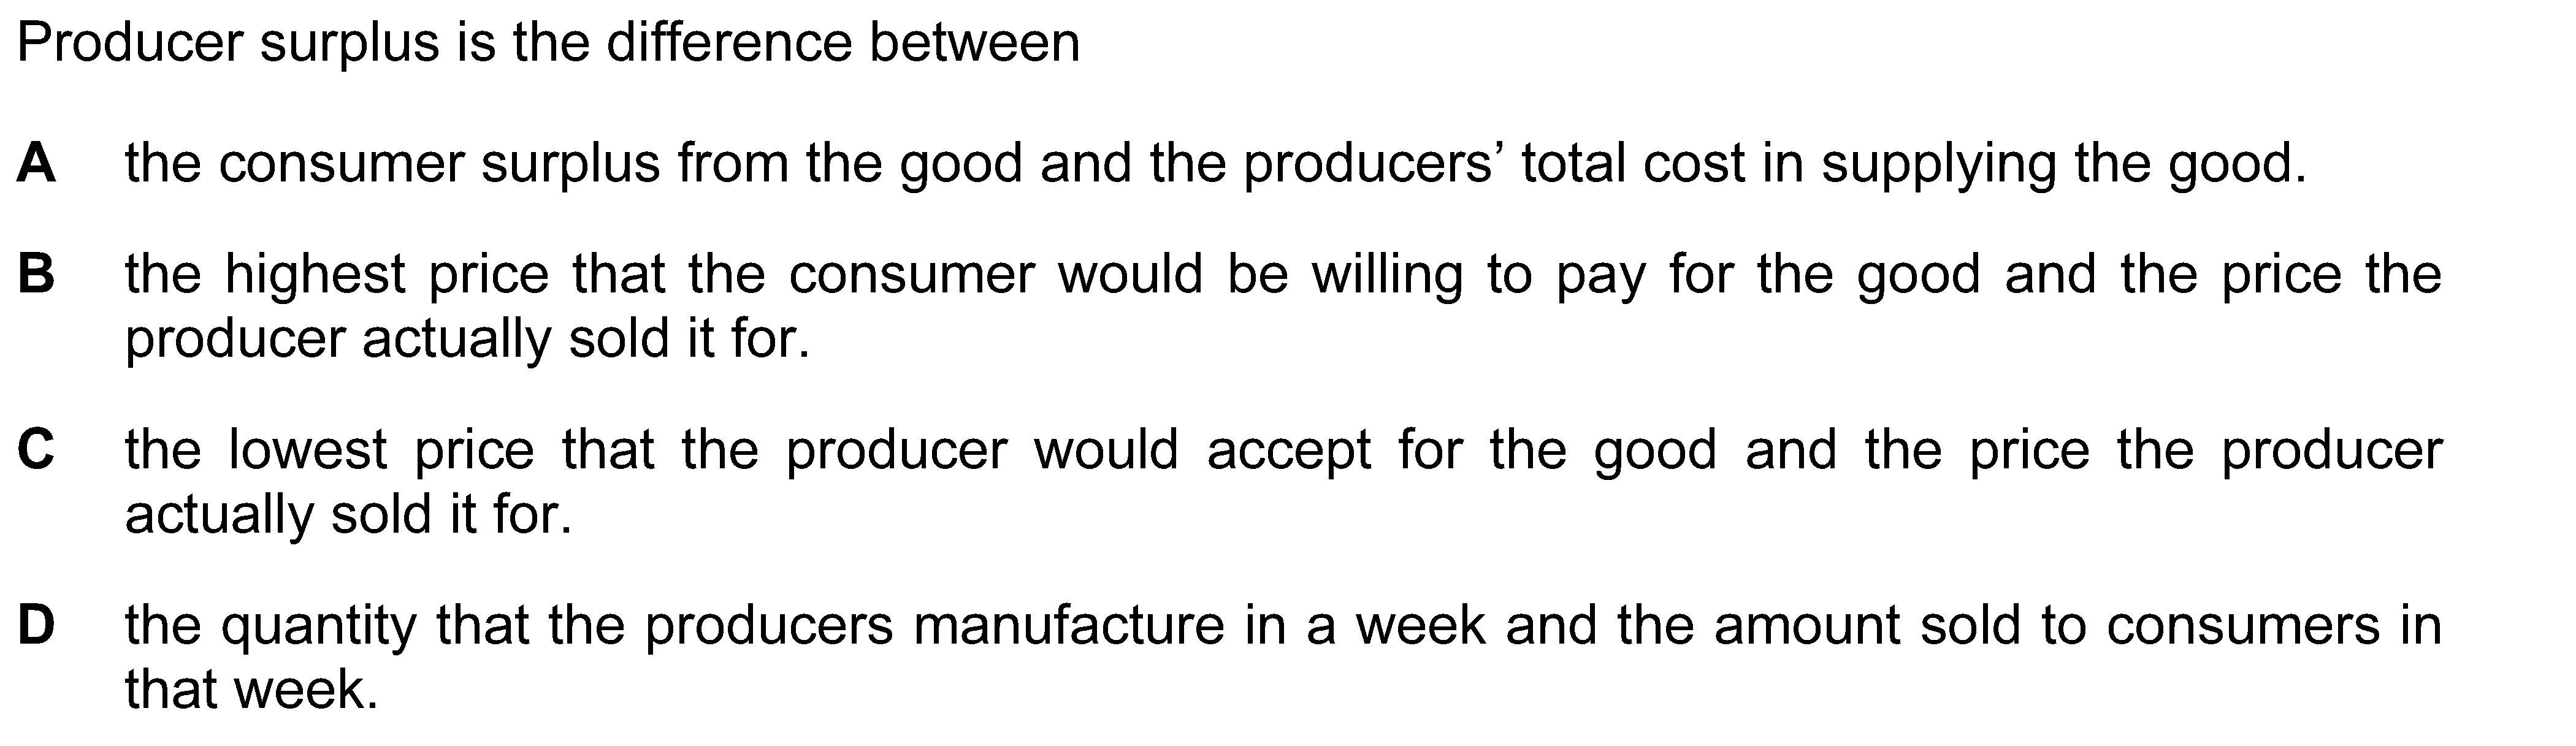 Producer surplus is the difference between
A the consumer surplus from the good and the producers’ total cost in supplying the good.
B the highest price that the consumer would be willing to pay for the good and the price the
producer actually sold it for.
C the lowest price that the producer would accept for the good and the price the producer
actually sold it for.
D the quantity that the producers manufacture in a week and the amount sold to consumers in
that week.